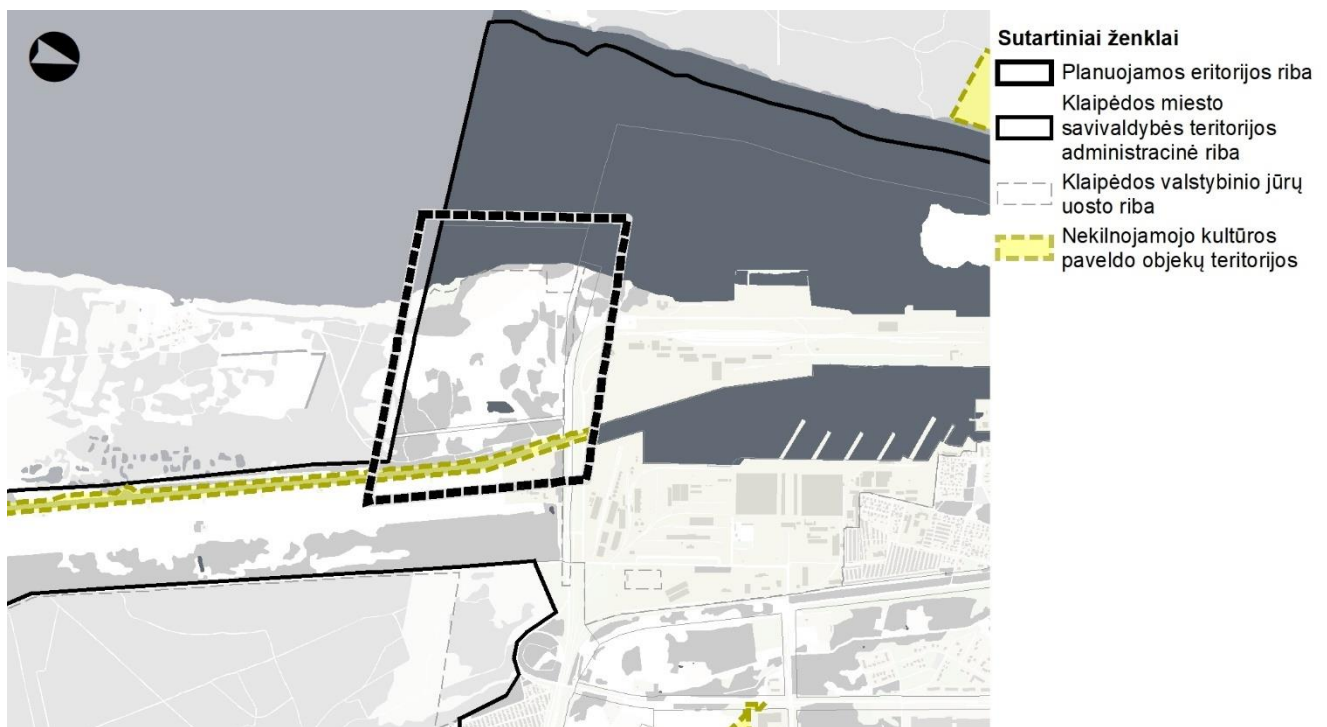 Sutartiniai ženklai
Planuojamos eritorijos riba
Klaipėdos miesto
savivaldybės teritorijos
administracinė riba
Klaipėdos valstybinio jūrų
uosto riba
Nekilnojamojo kultūros
paveldo objekų teritorijos